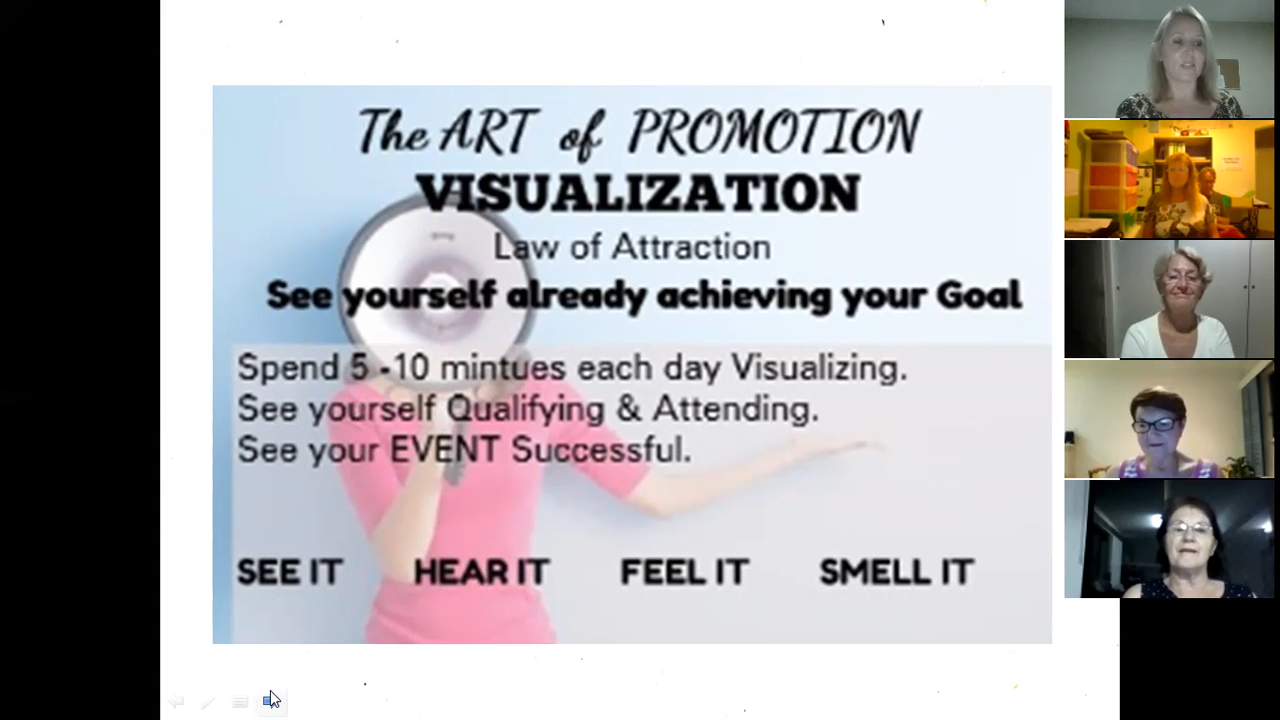 The ART of PROMOTION
VISUALIZATION
Law of Attraction
See yourself already achieving your Goal
Spend 5 -10 mintues each day Visualizing.
See yourself Qualifying & Attending.
See your EVENT Successful.
SEE IT HEAR IT FEEL IT SMELL IT